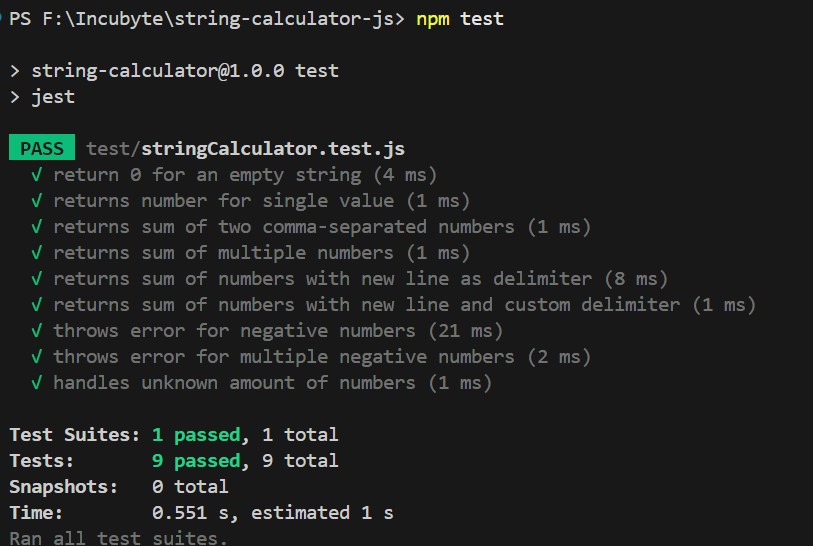 PS F:\Incubyte\string-calculator-js> npm test
> string-calculator@1.0.0 test
> jest
PASS test/stringCalculator.test.js
√ return 0 for an empty string (4 ms)
√ returns number for single value (1 ms)
√ returns sum of two comma-separated numbers (1 ms)
√ returns sum of multiple numbers (1 ms)
√ returns sum of numbers with new line as delimiter (8 ms)
√ returns sum of numbers with new line and custom delimiter (1 ms)
√ throws error for negative numbers (21 ms)
√ throws error for multiple negative numbers (2 ms)
√ handles unknown amount of numbers (1 ms)
Test Suites: 1 passed, 1 total
Tests: 9 passed, 9 total
Snapshots: 0 total
Time: 0.551 s, estimated 1 s
Ran all test suites.